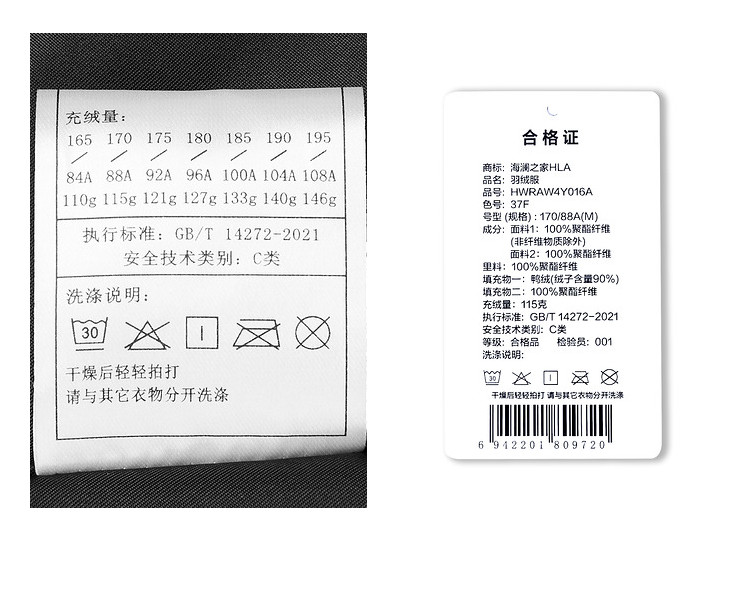 充绒量:
165 170 175 180 185 190 195
84A 88A 92A 96A 100A 104A 108A
110g 115g 121g 127g 133g 140g 146g
执行标准: GB/T 14272-2021
安全技术类别: C类
洗涤说明:
30
干燥后轻轻拍打
请与其它衣物分开洗涤
合格证
商标: 海澜之家HLA
品名: 羽绒服
品号: HWRAW4Y016A
色号: 37F
号型 (规格) : 170/88A(M)
成分: 面料1: 100%聚酯纤维
(非纤维物质除外)
面料2: 100%聚酯纤维
里料: 100%聚酯纤维
填充物一: 鸭绒(绒子含量90%)
填充物二: 100%聚酯纤维
充绒量: 115克
执行标准: GB/T 14272-2021
安全技术类别: C类
等级: 合格品 检验员: 001
洗涤说明:
30
干燥后轻轻拍打 请与其它衣物分开洗涤
6 942201 809720